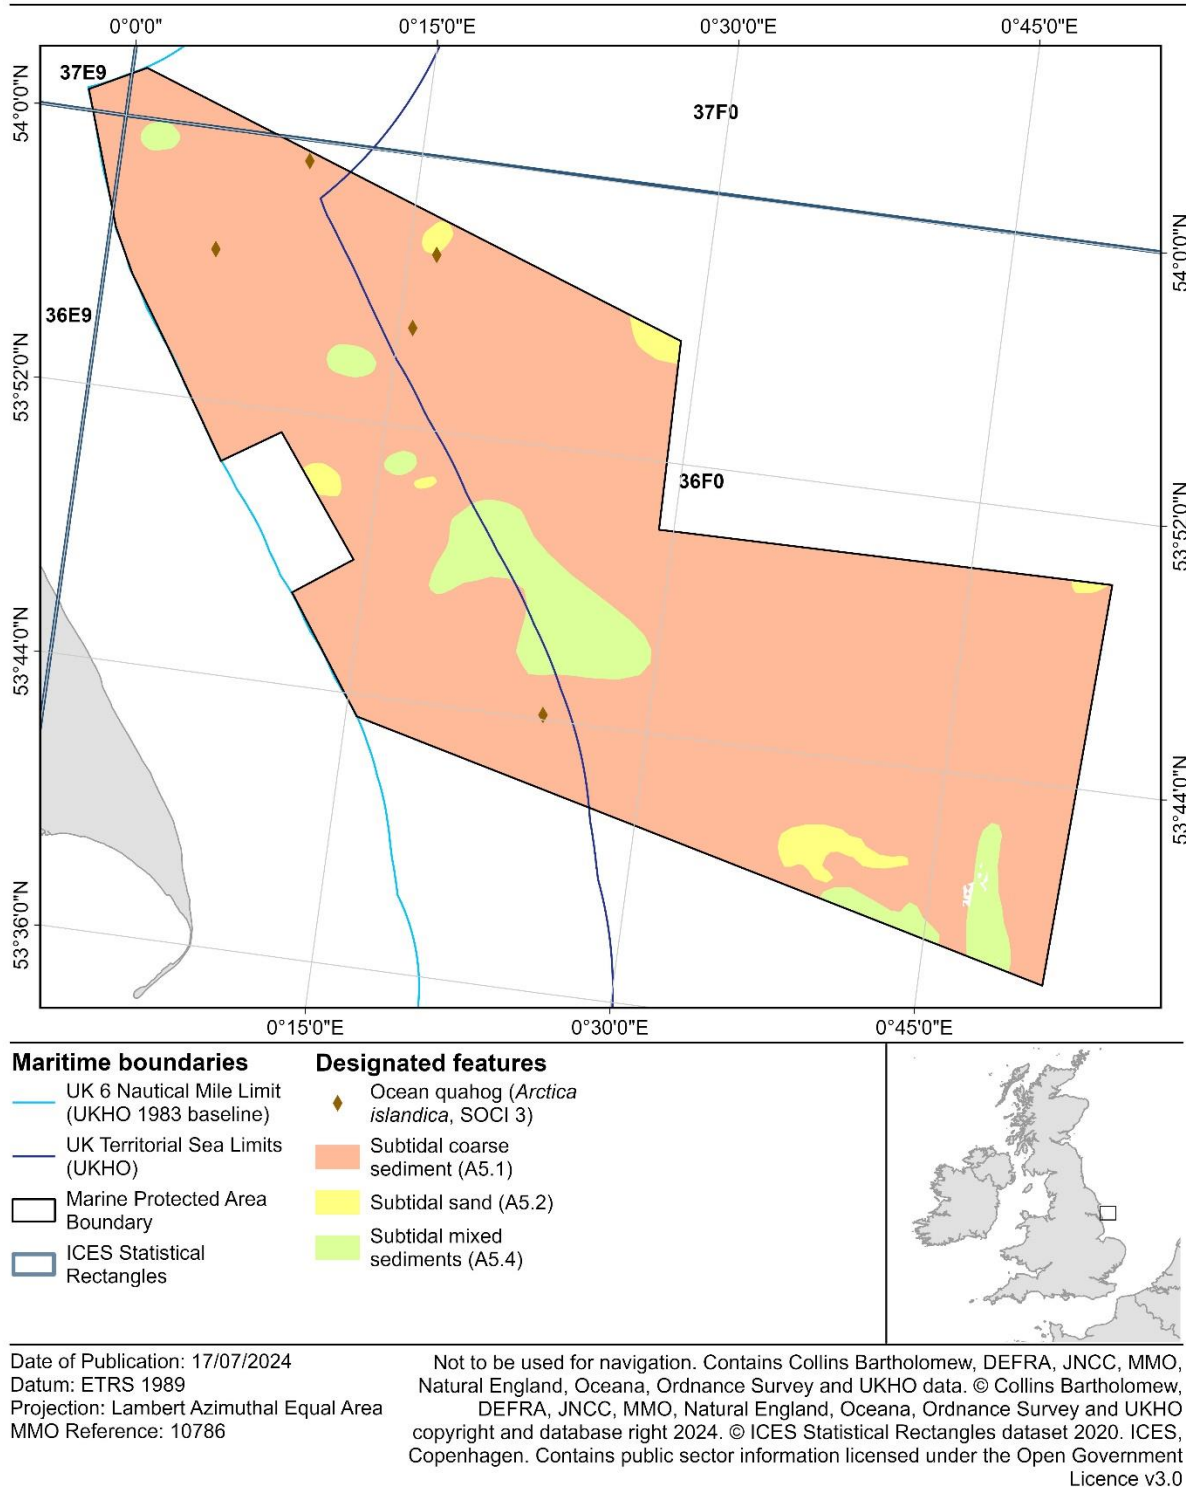 0°0'0" 0°15'0"E 0°30'0"E 0°45'0"E
37E9
54°0'0"N
37F0
54°0'0"N
36E9
53°52'0"N
36F0
53°52'0"N
53°44'0"N
53°44'0"N
53°36'0"N
0°15'0"E 0°30'0"E 0°45'0"E
Maritime boundaries
UK 6 Nautical Mile Limit
(UKHO 1983 baseline)
UK Territorial Sea Limits
(UKHO)
Marine Protected Area
Boundary
ICES Statistical
Rectangles
Designated features
Ocean quahog (Arctica
islandica, SOCI 3)
Subtidal coarse
sediment (A5.1)
Subtidal sand (A5.2)
Subtidal mixed
sediments (A5.4)
Date of Publication: 17/07/2024
Datum: ETRS 1989
Projection: Lambert Azimuthal Equal Area
MMO Reference: 10786
Not to be used for navigation. Contains Collins Bartholomew, DEFRA, JNCC, MMO,
Natural England, Oceana, Ordnance Survey and UKHO data. © Collins Bartholomew,
DEFRA, JNCC, MMO, Natural England, Oceana, Ordnance Survey and UKHO
copyright and database right 2024. © ICES Statistical Rectangles dataset 2020. ICES,
Copenhagen. Contains public sector information licensed under the Open Government
Licence v3.0